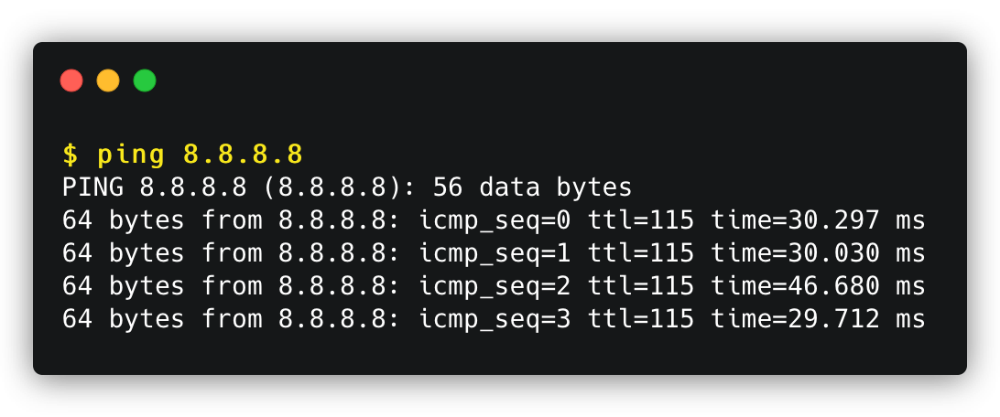 $ ping 8.8.8.8
PING 8.8.8.8 (8.8.8.8): 56 data bytes
64 bytes from 8.8.8.8: icmp_seq=0 ttl=115 time=30.297 ms
64 bytes from 8.8.8.8: icmp_seq=1 ttl=115 time=30.030 ms
64 bytes from 8.8.8.8: icmp_seq=2 ttl=115 time=46.680 ms
64 bytes from 8.8.8.8: icmp_seq=3 ttl=115 time=29.712 ms